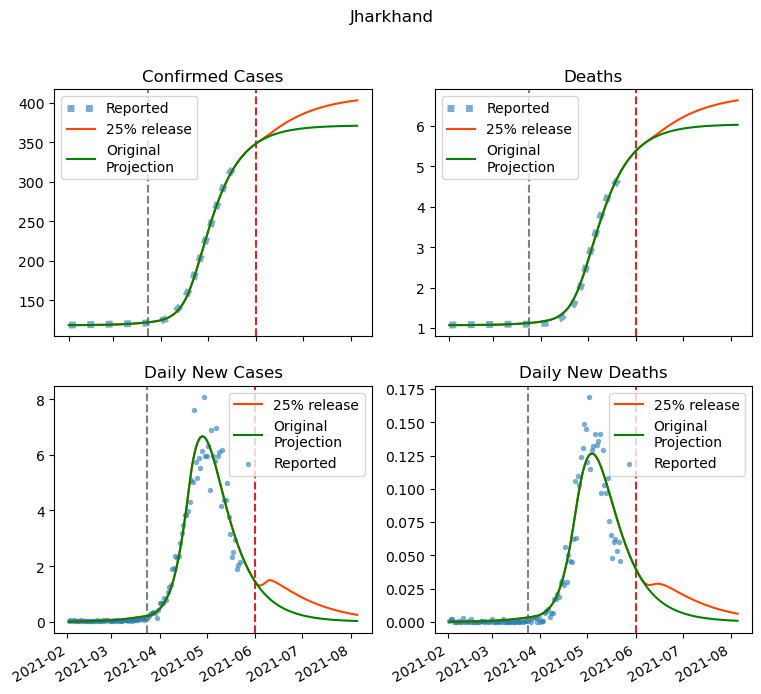 Jharkhand
Confirmed Cases
400
350
300
250
200
150
Reported
25% release
Original
Projection
Deaths
6
5
4
3
2
1
Reported
25% release
Original
Projection
Daily New Cases
8
6
4
2
0
25% release
Original
Projection
Reported
2021-02
2021-03
2021-04
2021-05
2021-06
2021-07
2021-08
Daily New Deaths
0.175
0.150
0.125
0.100
0.075
0.050
0.025
0.000
25% release
Original
Projection
Reported
2021-02
2021-03
2021-04
2021-05
2021-06
2021-07
2021-08